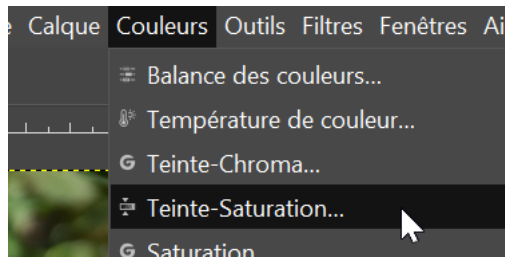 Calque Couleurs Outils Filtres Fenêtres
Balance des couleurs...
Température de couleur...
Teinte-Chroma...
Teinte-Saturation...
Saturation